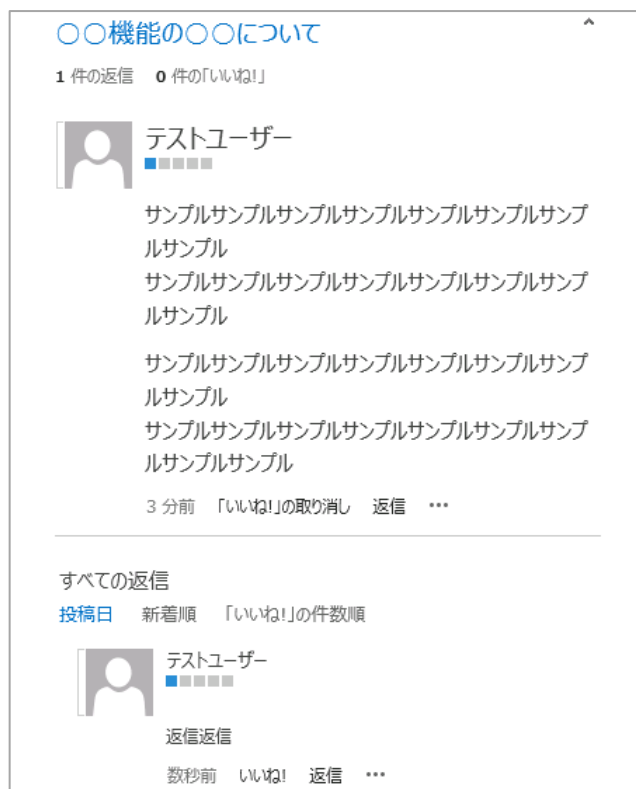 ○○機能の○○について
1 件の返信 0 件の「いいね!」
テストユーザー
サンプルサンプルサンプルサンプルサンプルサンプルサンプ
ルサンプル
サンプルサンプルサンプルサンプルサンプルサンプルサンプ
ルサンプル
サンプルサンプルサンプルサンプルサンプルサンプルサンプ
ルサンプル
サンプルサンプルサンプルサンプルサンプルサンプルサンプ
ルサンプルサンプル
3 分前 「いいね!」の取り消し 返信 •••
すべての返信
投稿日 新着順 「いいね!」の件数順
テストユーザー
返信返信
数秒前 いいね! 返信 •••